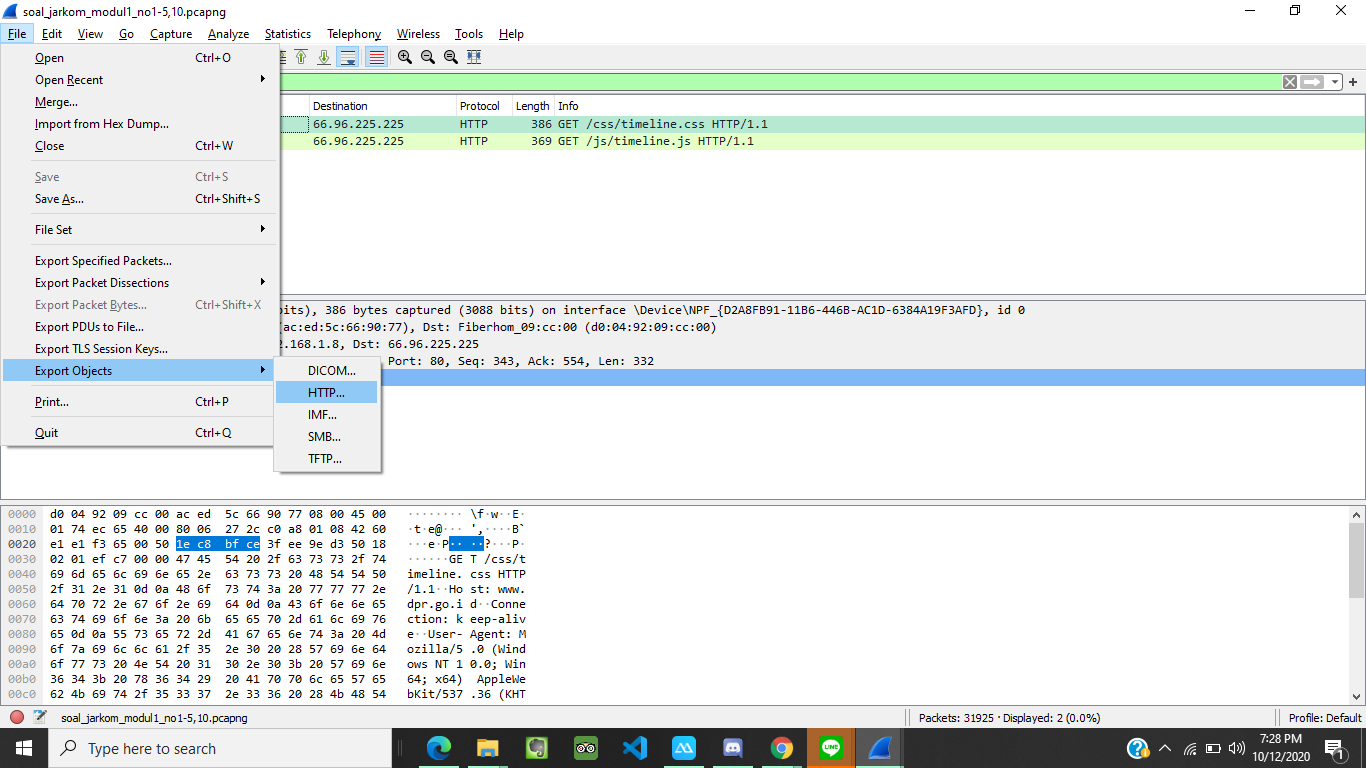 soal_jarkom_modul1_no1-5,10.pcapng
File Edit View Go Capture Analyze Statistics Telephony Wireless Tools Help
Open Ctrl+O
Open Recent
Merge...
Import from Hex Dump...
Close Ctrl+W
Save Ctrl+S
Save As... Ctrl+Shift+S
File Set
Export Specified Packets...
Export Packet Dissections
Export Packet Bytes... Ctrl+Shift+X
Export PDUs to File...
Export TLS Session Keys...
Export Objects
Print... Ctrl+P
Quit Ctrl+Q
DICOM...
HTTP...
IMF...
SMB...
TFTP...
Destination Protocol Length Info
66.96.225.225 HTTP 386 GET /css/timeline.css HTTP/1.1
66.96.225.225 HTTP 369 GET /js/timeline.js HTTP/1.1
bits), 386 bytes captured (3088 bits) on interface \Device\NPF_{D2A8FB91-11B6-446B-AC1D-6384A19F3AFD}, id 0
(ac:ed:5c:66:90:77), Dst: Fiberhom_09:cc:00 (d0:04:92:09:cc:00)
2.168.1.8, Dst: 66.96.225.225
Port: 80, Seq: 343, Ack: 554, Len: 332
0000 d0 04 92 09 cc 00 ac ed 5c 66 90 77 08 00 45 00 ········ \f·w··E·
0010 01 74 ec 65 40 00 80 06 27 2c c0 a8 01 08 42 60 ·t·e@··· ',····B`
0020 e1 e1 f3 65 00 50 1e c8 bf ce 3f ee 9e d3 50 18 ···e·P·· ··?···P·
0030 02 01 ef c7 00 00 47 45 54 20 2f 63 73 73 2f 74 ······GE T /css/t
0040 69 6d 65 6c 69 6e 65 2e 63 73 73 20 48 54 54 50 imeline. css HTTP
0050 2f 31 2e 31 0d 0a 48 6f 73 74 3a 20 77 77 77 2e /1.1··Ho st: www.
0060 64 70 72 2e 67 6f 2e 69 64 0d 0a 43 6f 6e 6e 65 dpr.go.i d··Conne
0070 63 74 69 6f 6e 3a 20 6b 65 65 70 2d 61 6c 69 76 ction: k eep-aliv
0080 65 0d 0a 55 73 65 72 2d 41 67 65 6e 74 3a 20 4d e··User- Agent: M
0090 6f 7a 69 6c 6c 61 2f 35 2e 30 20 28 57 69 6e 64 ozilla/5 .0 (Wind
00a0 6f 77 73 20 4e 54 20 31 30 2e 30 3b 20 57 69 6e ows NT 1 0.0; Win
00b0 36 34 3b 20 78 36 34 29 20 41 70 70 6c 65 57 65 64; x64) AppleWe
00c0 62 4b 69 74 2f 35 33 37 2e 33 36 20 28 4b 48 54 bKit/537 .36 (KHT
soal_jarkom_modul1_no1-5,10.pcapng Packets: 31925 · Displayed: 2 (0.0%) Profile: Default
Type here to search
LINE
7:28 PM
10/12/2020
1